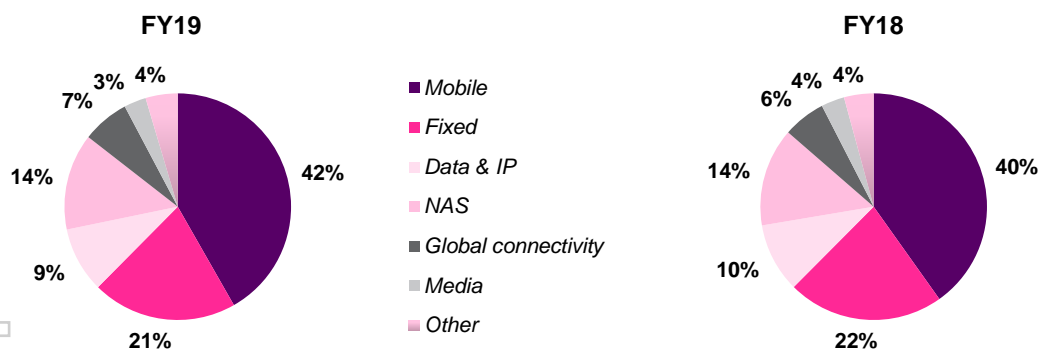 FY19
4%
3%
7%
14%
9%
21%
42%
Mobile
Fixed
Data & IP
NAS
Global connectivity
Media
Other
FY18
4%
4%
6%
14%
10%
22%
40%